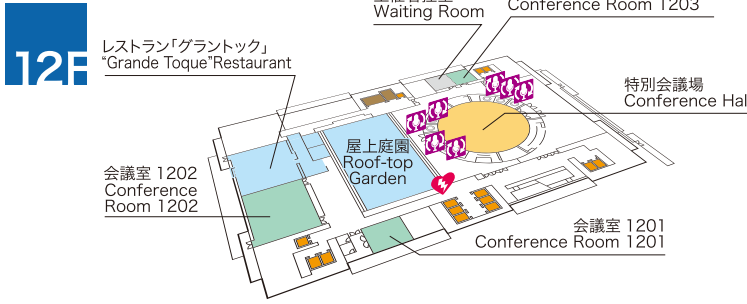 12F
Waiting Room
Conference Room 1203
レストラン「グラントック」
“Grande Toque”Restaurant
特別会議場
Conference Hal
屋上庭園
Roof-top
Garden
会議室 1202
Conference
Room 1202
会議室 1201
Conference Room 1201